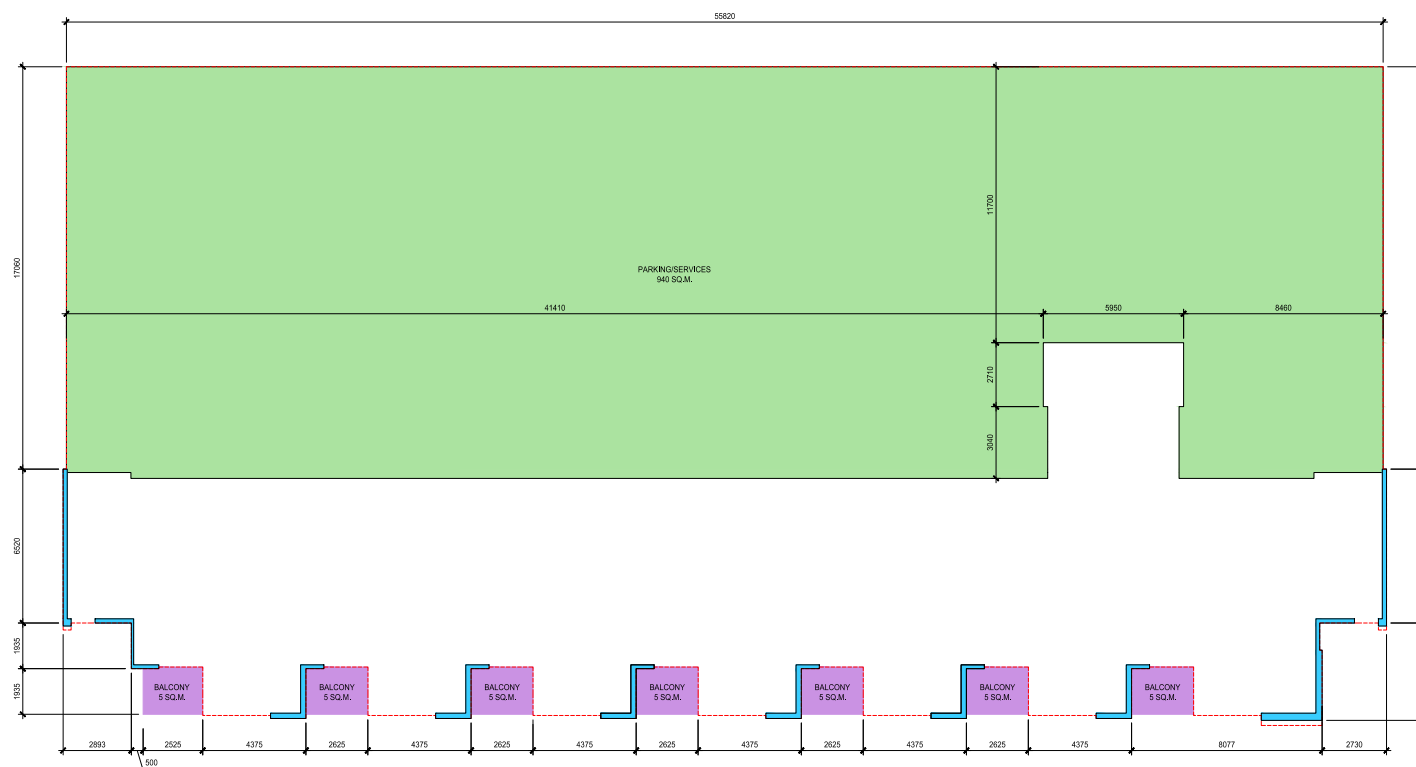 55820
17060
11700
PARKING/SERVICES
940 SQ.M.
41410
5950
8460
2710
3040
6520
1935
1935
BALCONY
5 SQ.M.
BALCONY
5 SQ.M.
BALCONY
5 SQ.M.
BALCONY
5 SQ.M.
BALCONY
5 SQ.M.
BALCONY
5 SQ.M.
BALCONY
5 SQ.M.
2893
500
2525
4375
2625
4375
2625
4375
2625
4375
2625
4375
2625
4375
8077
2730